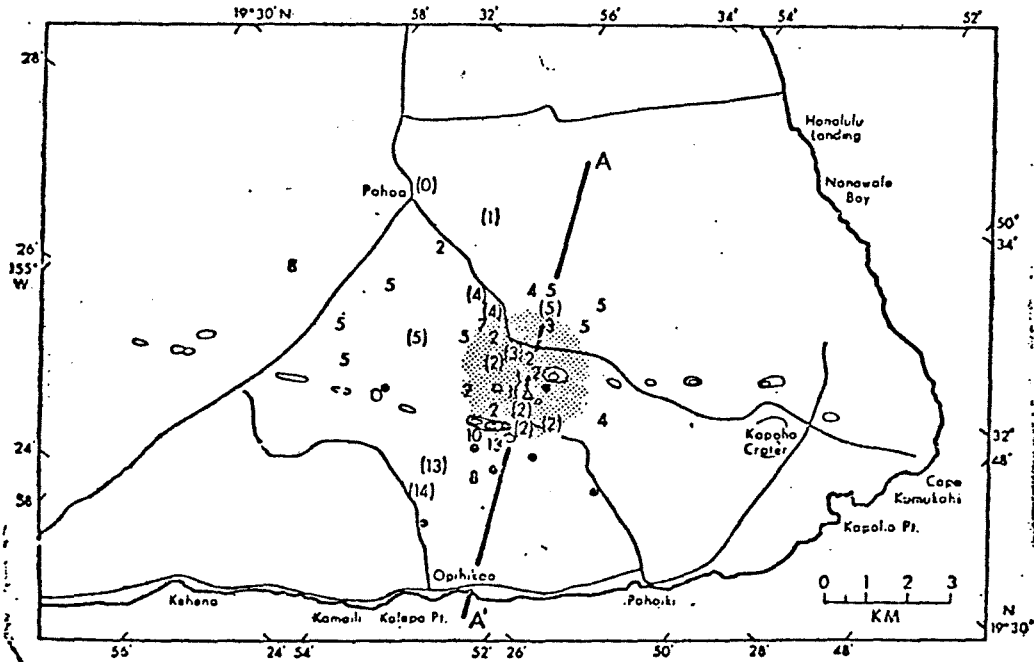 19°30' N
58'
32'
56'
34'
54'
52'
28'
Honolulu
Landing
Nanawale
Bay
A
Pahoa
(0)
(1)
50°
34'
2
26'
155°
W
8
5
(4)
4 5
(4)
(5)
5
7
3
5
5
(5)
5
2
(3)
2
5
(2)
2
2
(2)
2
(2)
(2)
4
10
13
Kapoho
Crater
32'
48'
24'
(13)
8
(14)
58'
Cape
Kumukahi
Kapoho Pt.
Opihikao
0 1 2 3
KM
Kehena
Kamaili
Kalapa Pt.
A'
Pohoiki
N
19°30'
56'
24' 54'
52' 26'
50'
28' 48'